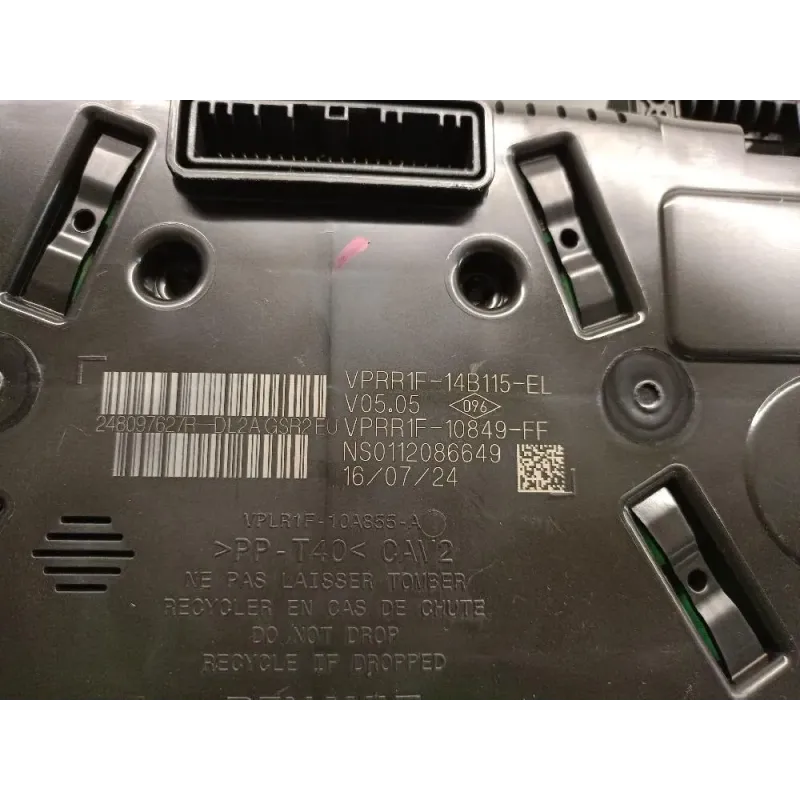 VPRR1F-14B115-EL
V05.05 096
248097627R-DL2AGSR2FU VPRR1F-10849-FF
NS0112086649
16/07/24
VPLR1F-10A855-A
>PP-T40< CAV2
NE PAS LAISSER TOMBER
RECYCLER EN CAS DE CHUTE
DO NOT DROP
RECYCLE IF DROPPED